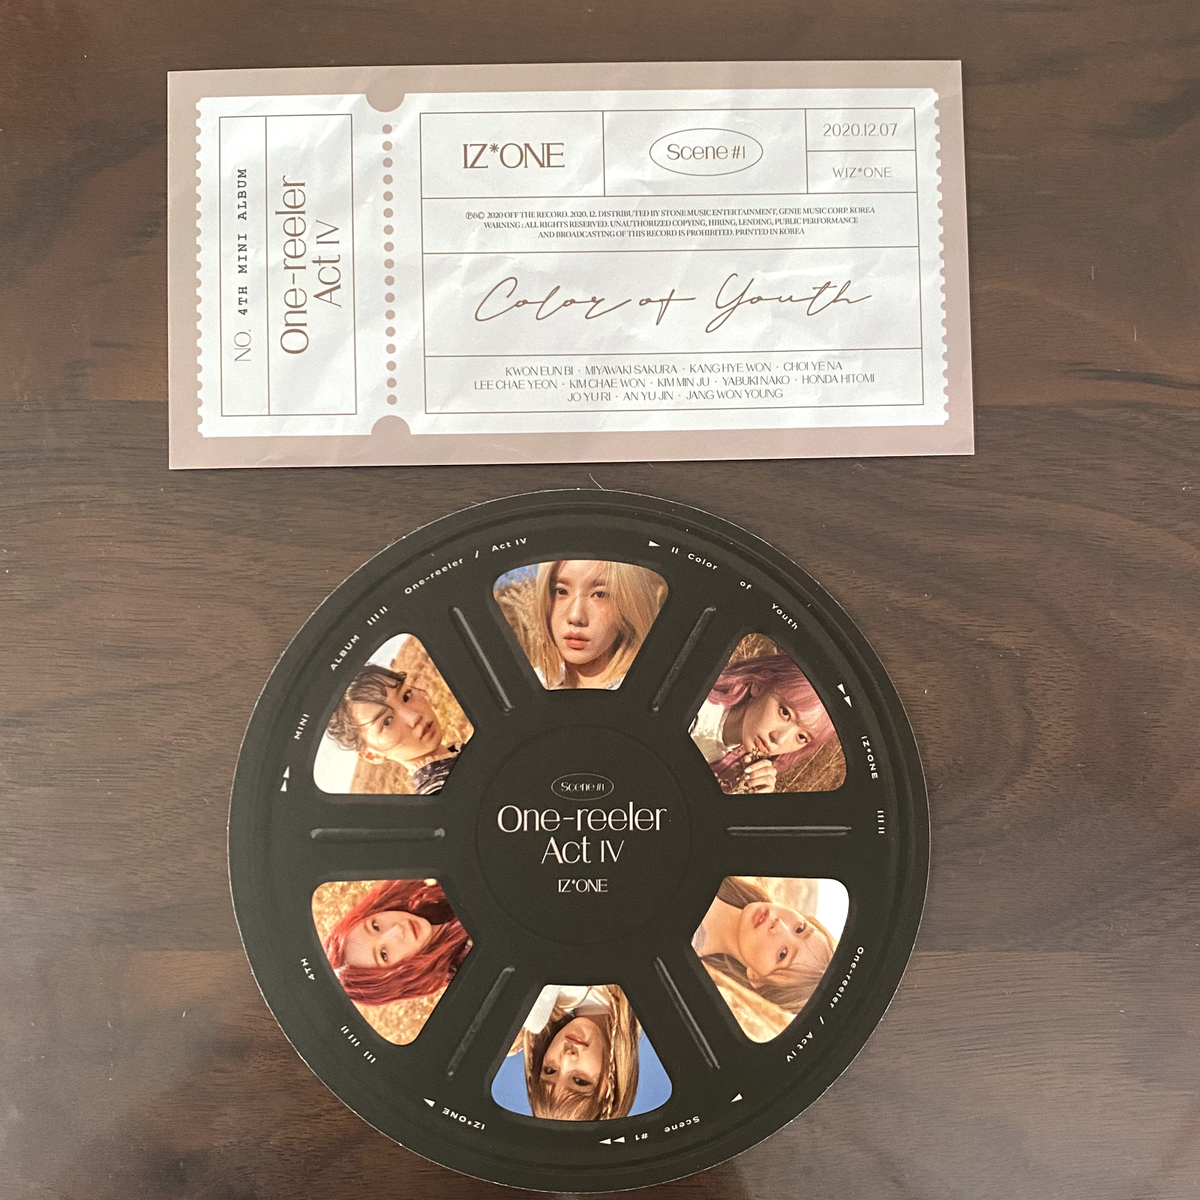 NO. 4TH MINI ALBUM
One-reeler
Act IV
IZ*ONE
Scene #1
2020.12.07
WIZ*ONE
℗&© 2020 OFF THE RECORD. 2020. 12. DISTRIBUTED BY STONE MUSIC ENTERTAINMENT, GENIE MUSIC CORP. KOREA
WARNING : ALL RIGHTS RESERVED. UNAUTHORIZED COPYING, HIRING, LENDING, PUBLIC PERFORMANCE
AND BROADCASTING OF THIS RECORD IS PROHIBITED. PRINTED IN KOREA
Color of Youth
KWON EUN BI · MIYAWAKI SAKURA · KANG HYE WON · CHOI YE NA
LEE CHAE YEON · KIM CHAE WON · KIM MIN JU · YABUKI NAKO · HONDA HITOMI
JO YU RI · AN YU JIN · JANG WON YOUNG
4TH
MINI
ALBUM
One-reeler / Act IV
Color of Youth
IZ*ONE
One-reeler / Act IV
Scene #1
IZ*ONE
Scene #1
One-reeler
Act IV
IZ*ONE